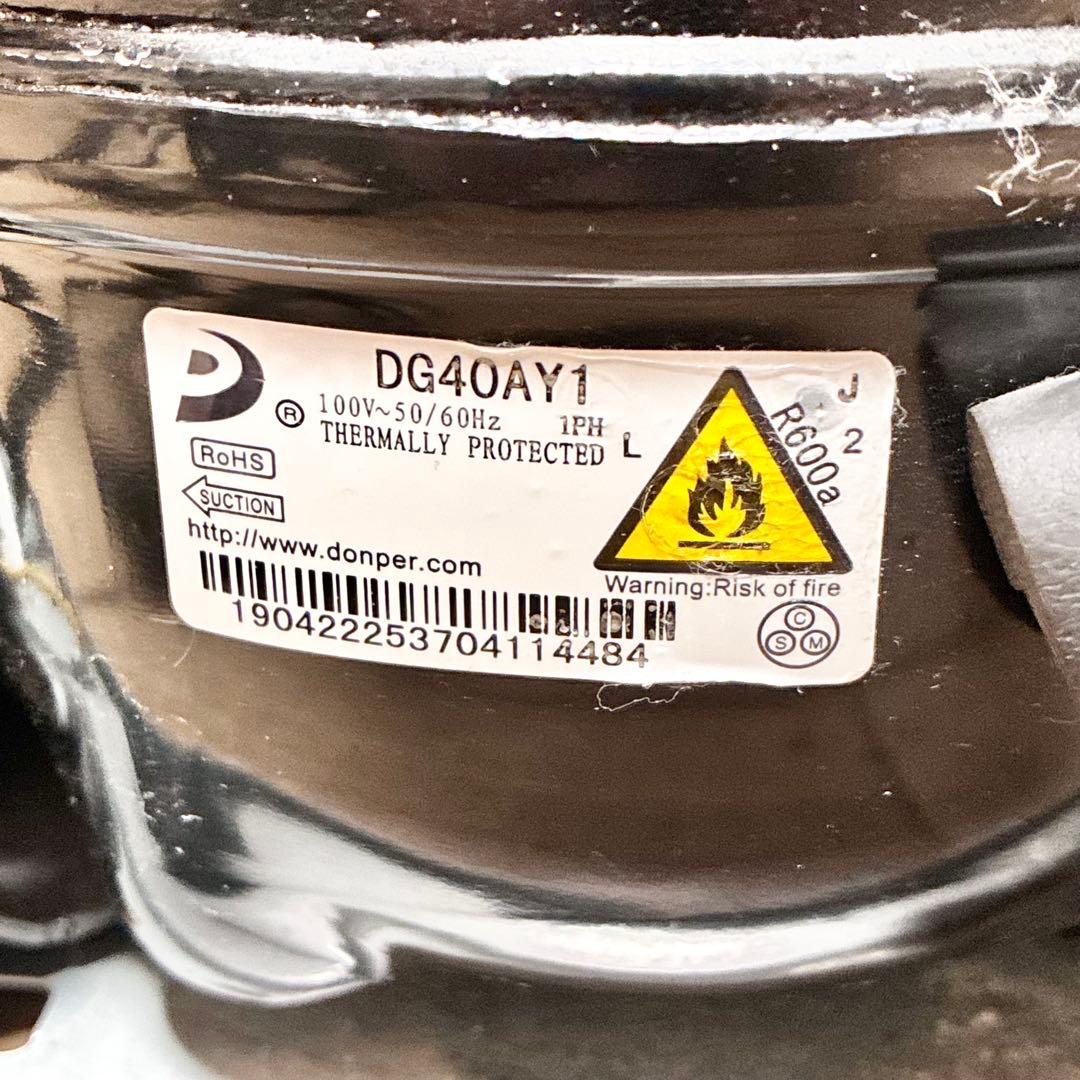 DG40AY1
100V~50/60Hz 1PH
THERMALLY PROTECTED
L
R600a
J
2
®
RoHS
SUCTION
http://www.donper.com
Warning:Risk of fire
190422253704114484
C
S M